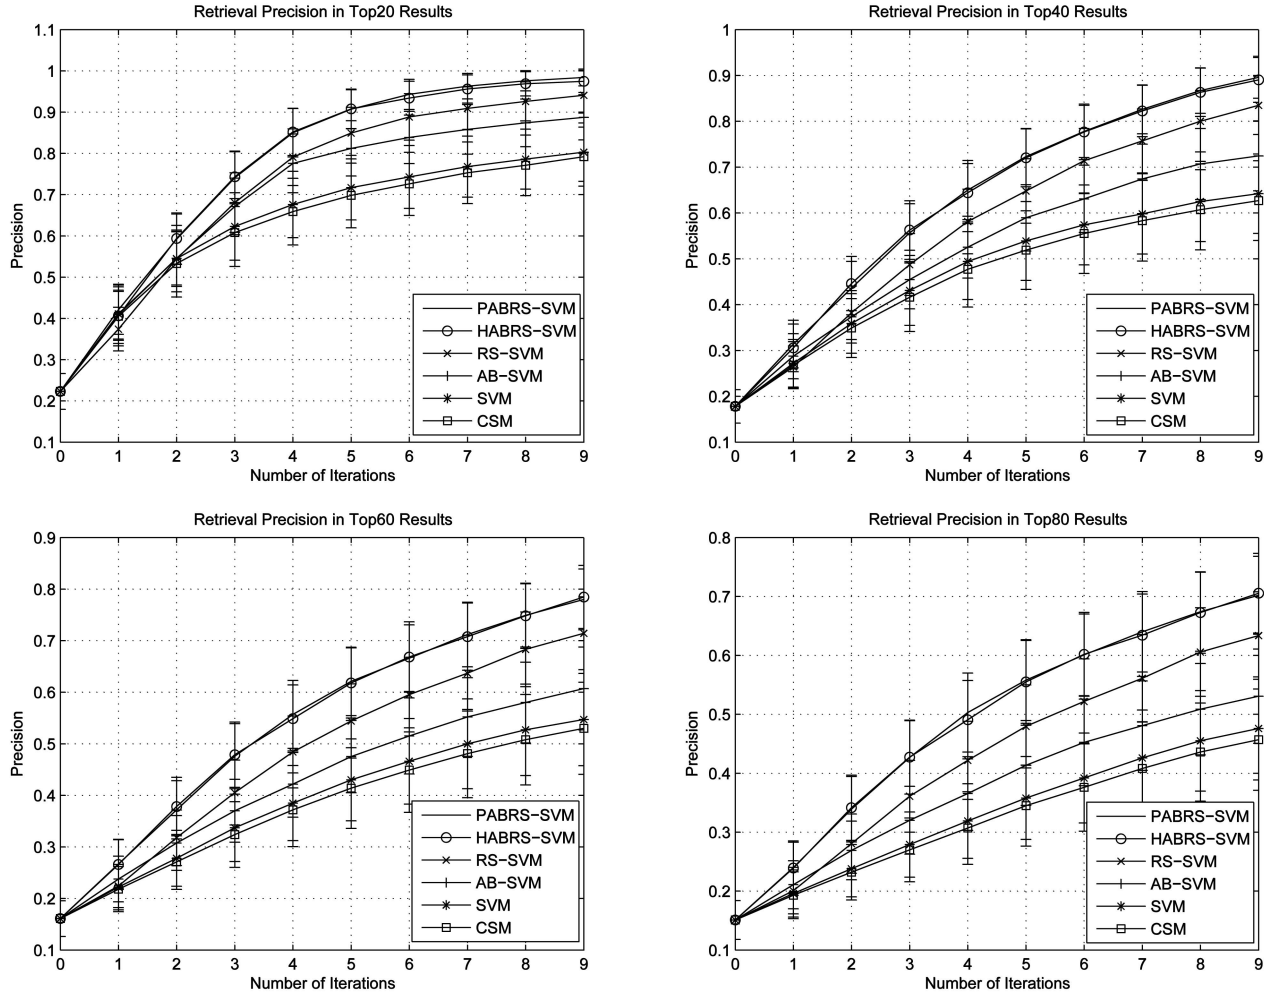 Retrieval Precision in Top20 Results
1.1
1
0.9
0.8
0.7
0.6
0.5
0.4
0.3
0.2
0.1
Precision
PABRS-SVM
HABRS-SVM
RS-SVM
AB-SVM
SVM
CSM
0 1 2 3 4 5 6 7 8 9
Number of Iterations
Retrieval Precision in Top40 Results
1
0.9
0.8
0.7
0.6
0.5
0.4
0.3
0.2
0.1
Precision
PABRS-SVM
HABRS-SVM
RS-SVM
AB-SVM
SVM
CSM
0 1 2 3 4 5 6 7 8 9
Number of Iterations
Retrieval Precision in Top60 Results
0.9
0.8
0.7
0.6
0.5
0.4
0.3
0.2
0.1
Precision
PABRS-SVM
HABRS-SVM
RS-SVM
AB-SVM
SVM
CSM
0 1 2 3 4 5 6 7 8 9
Number of Iterations
Retrieval Precision in Top80 Results
0.8
0.7
0.6
0.5
0.4
0.3
0.2
0.1
Precision
PABRS-SVM
HABRS-SVM
RS-SVM
AB-SVM
SVM
CSM
0 1 2 3 4 5 6 7 8 9
Number of Iterations